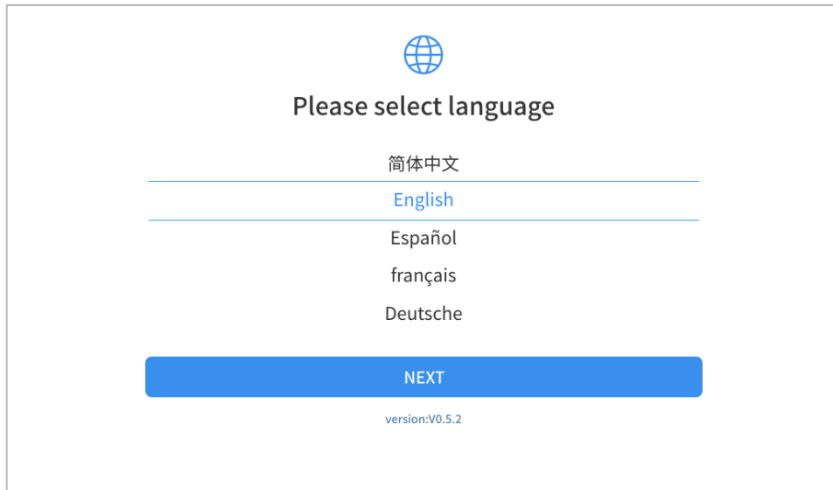 Please select language
简体中文
English
Español
français
Deutsche
NEXT
version:V0.5.2